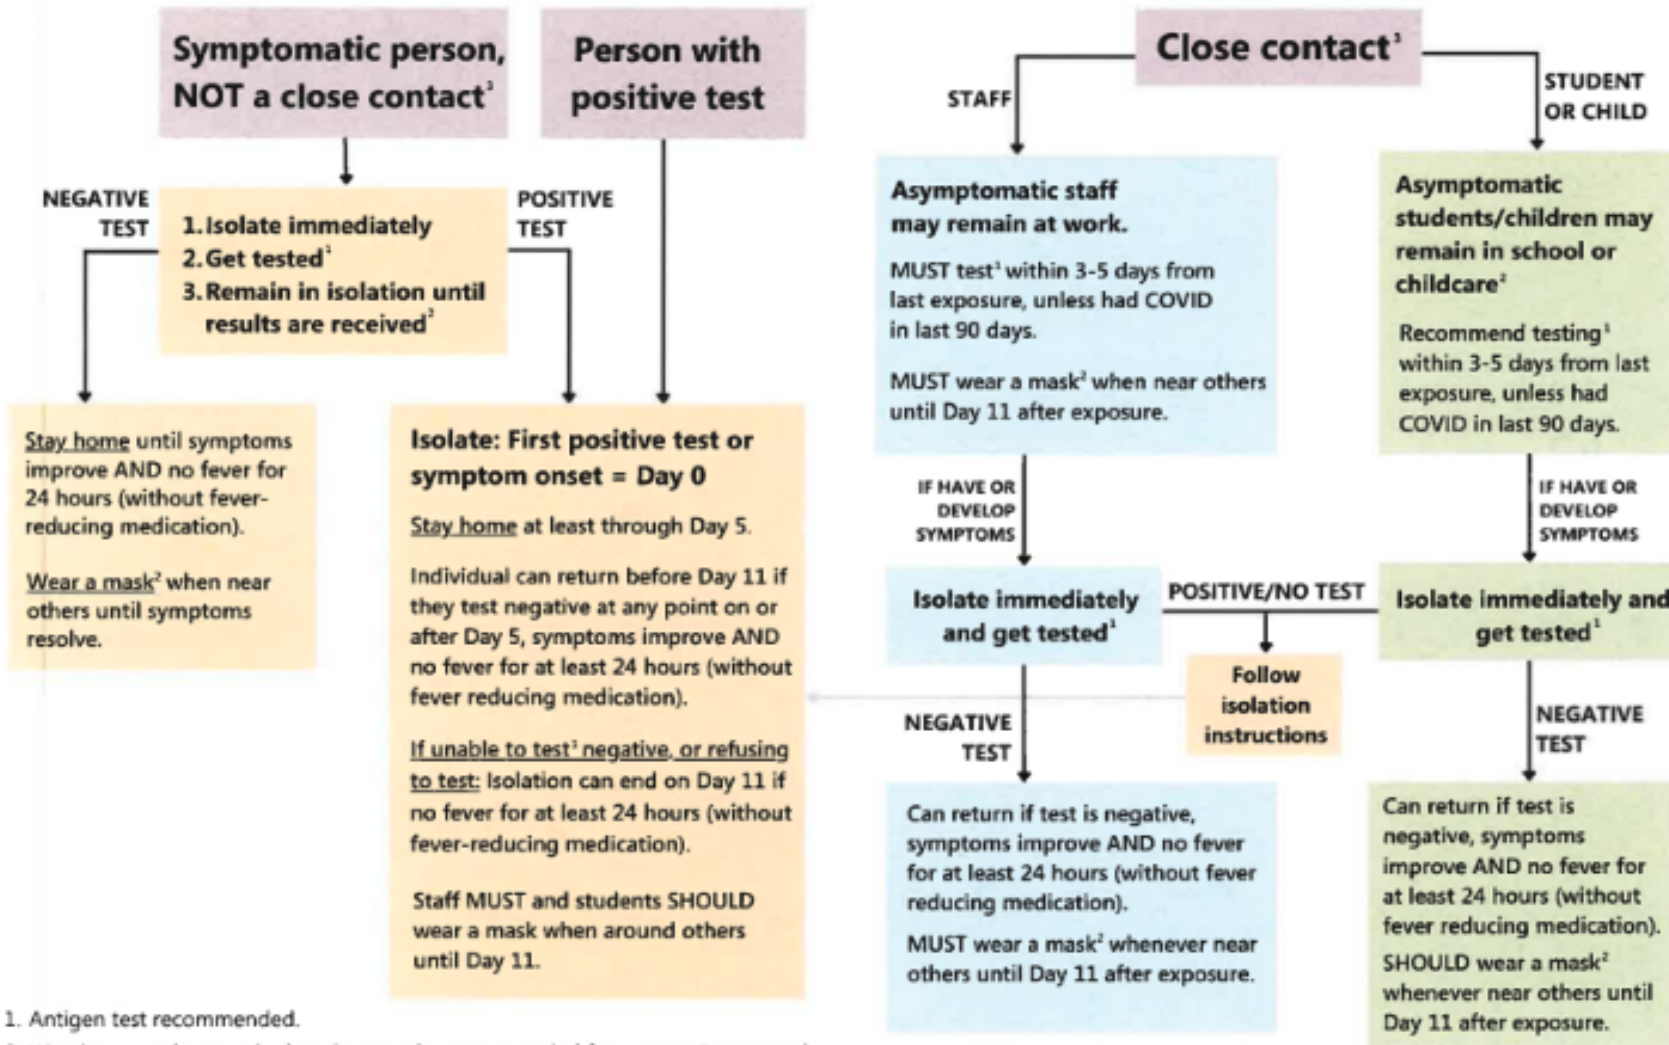 Symptomatic person,
NOT a close contact³
Person with
positive test
NEGATIVE
TEST
POSITIVE
TEST
1. Isolate immediately
2. Get tested¹
3. Remain in isolation until
results are received²
Stay home until symptoms
improve AND no fever for
24 hours (without fever-
reducing medication).
Wear a mask² when near
others until symptoms
resolve.
Isolate: First positive test or
symptom onset = Day 0
Stay home at least through Day 5.
Individual can return before Day 11 if
they test negative at any point on or
after Day 5, symptoms improve AND
no fever for at least 24 hours (without
fever reducing medication).
If unable to test¹ negative, or refusing
to test: Isolation can end on Day 11 if
no fever for at least 24 hours (without
fever-reducing medication).
Staff MUST and students SHOULD
wear a mask when around others
until Day 11.
Close contact³
STAFF
STUDENT
OR CHILD
Asymptomatic staff
may remain at work.
MUST test¹ within 3-5 days from
last exposure, unless had COVID
in last 90 days.
MUST wear a mask² when near others
until Day 11 after exposure.
IF HAVE OR
DEVELOP
SYMPTOMS
Isolate immediately
and get tested¹
POSITIVE/NO TEST
Follow
isolation
instructions
NEGATIVE
TEST
Can return if test is negative,
symptoms improve AND no fever
for at least 24 hours (without fever
reducing medication).
MUST wear a mask² whenever near
others until Day 11 after exposure.
Asymptomatic
students/children may
remain in school or
childcare²
Recommend testing¹
within 3-5 days from last
exposure, unless had
COVID in last 90 days.
IF HAVE OR
DEVELOP
SYMPTOMS
Isolate immediately and
get tested¹
NEGATIVE
TEST
Can return if test is
negative, symptoms
improve AND no fever for
at least 24 hours (without
fever reducing medication).
SHOULD wear a mask²
whenever near others until
Day 11 after exposure.
1. Antigen test recommended.